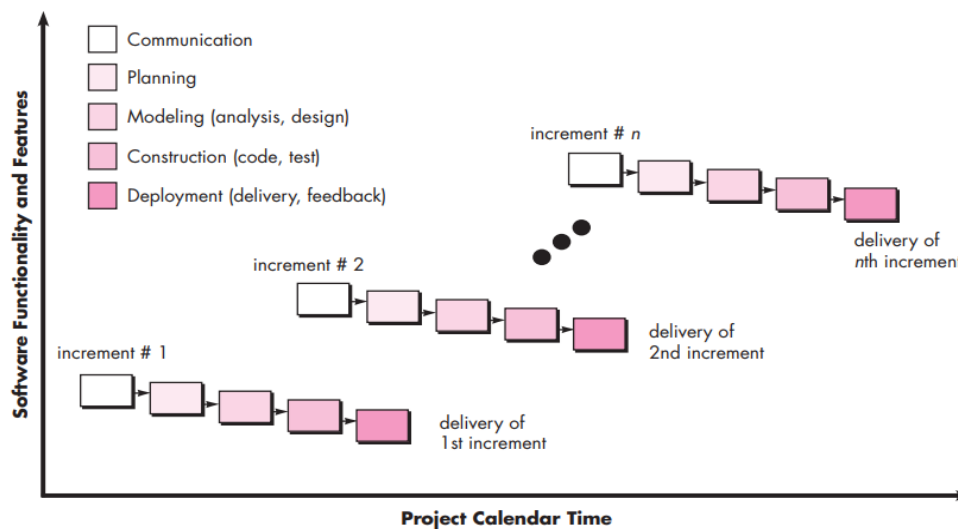 Communication
Planning
Modeling (analysis, design)
Construction (code, test)
Deployment (delivery, feedback)
increment # n
delivery of
nth increment
increment # 2
delivery of
2nd increment
increment # 1
delivery of
1st increment
Software Functionality and Features
Project Calendar Time